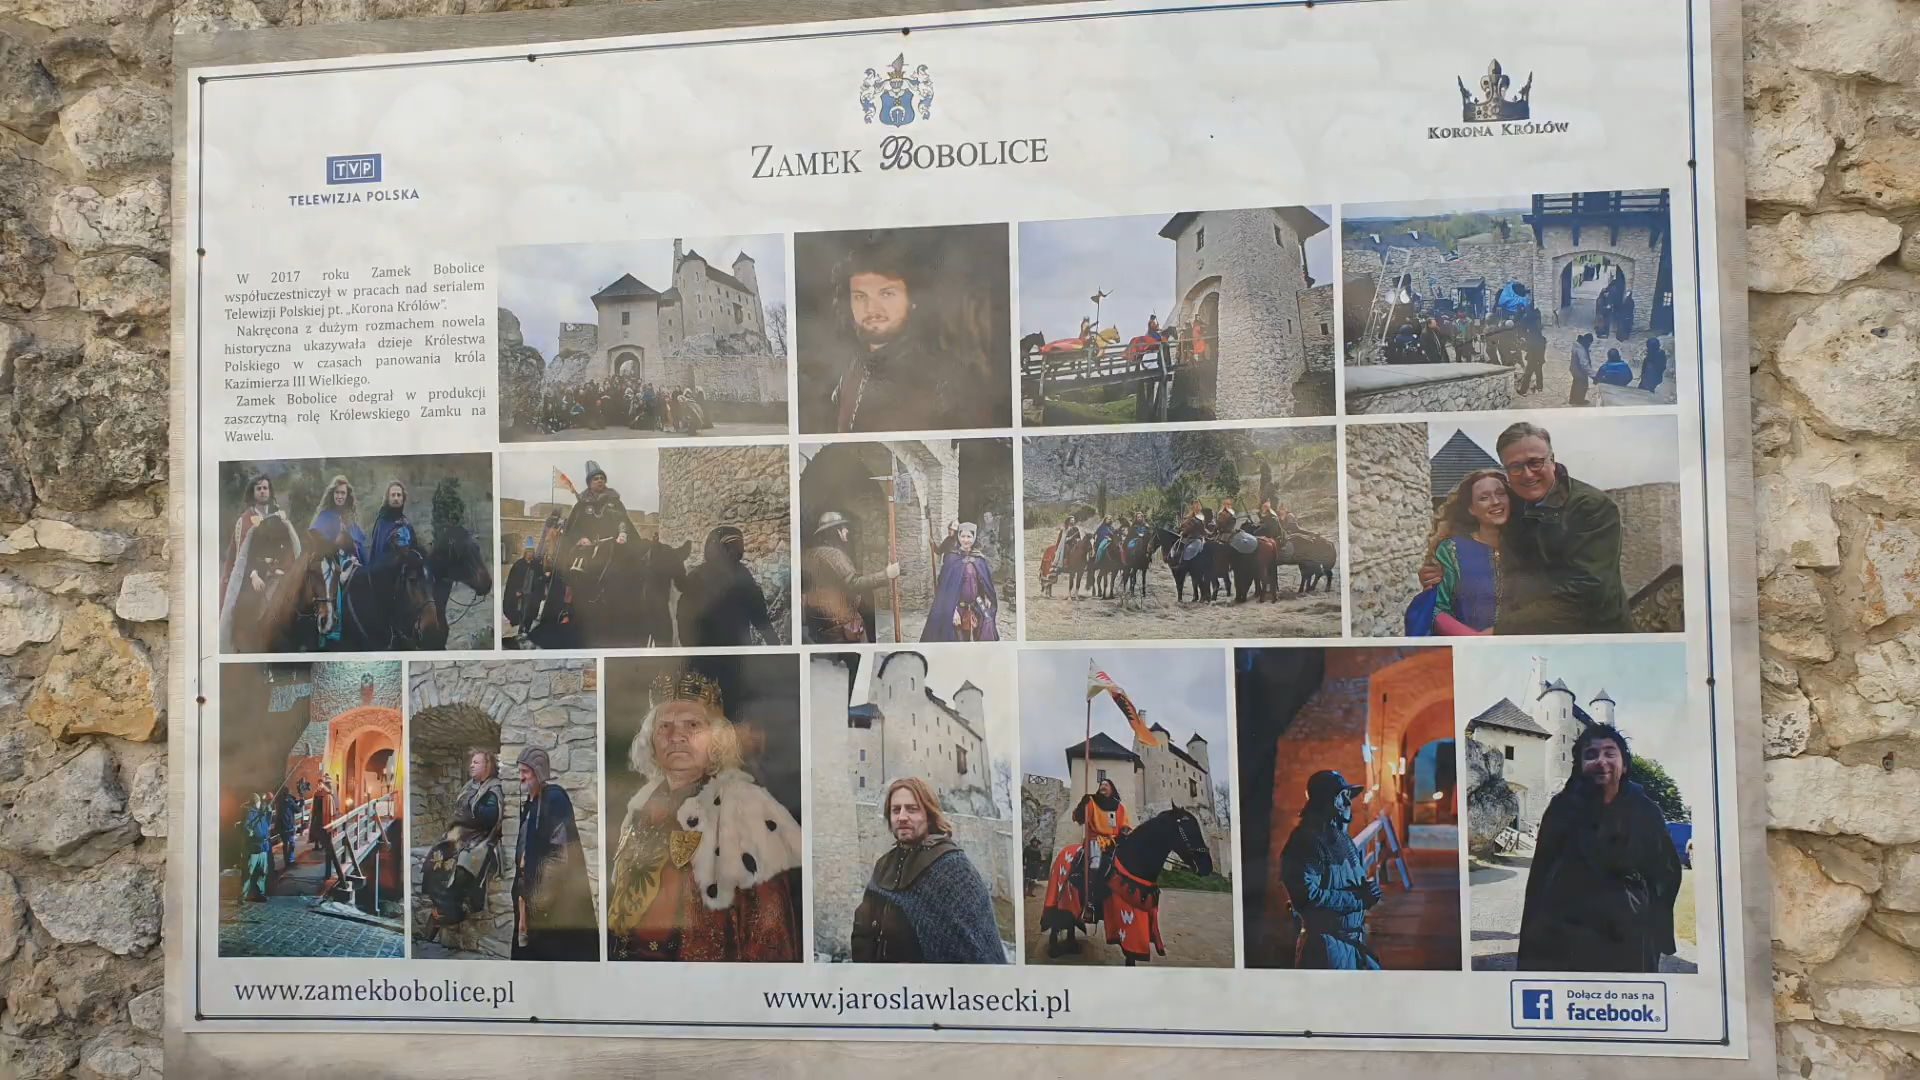 TVP
TELEWIZJA POLSKA
ZAMEK BOBOLICE
KORONA KRÓLÓW
W 2017 roku Zamek Bobolice
współuczestniczył w pracach nad serialem
Telewizji Polskiej pt. „Korona Królów”.
Nakręcona z dużym rozmachem nowela
historyczna ukazywała dzieje Królestwa
Polskiego w czasach panowania króla
Kazimierza III Wielkiego.
Zamek Bobolice odegrał w produkcji
zaszczytną rolę Królewskiego Zamku na
Wawelu.
www.zamekbobolice.pl
www.jaroslawlasecki.pl
Dołącz do nas na
facebook®